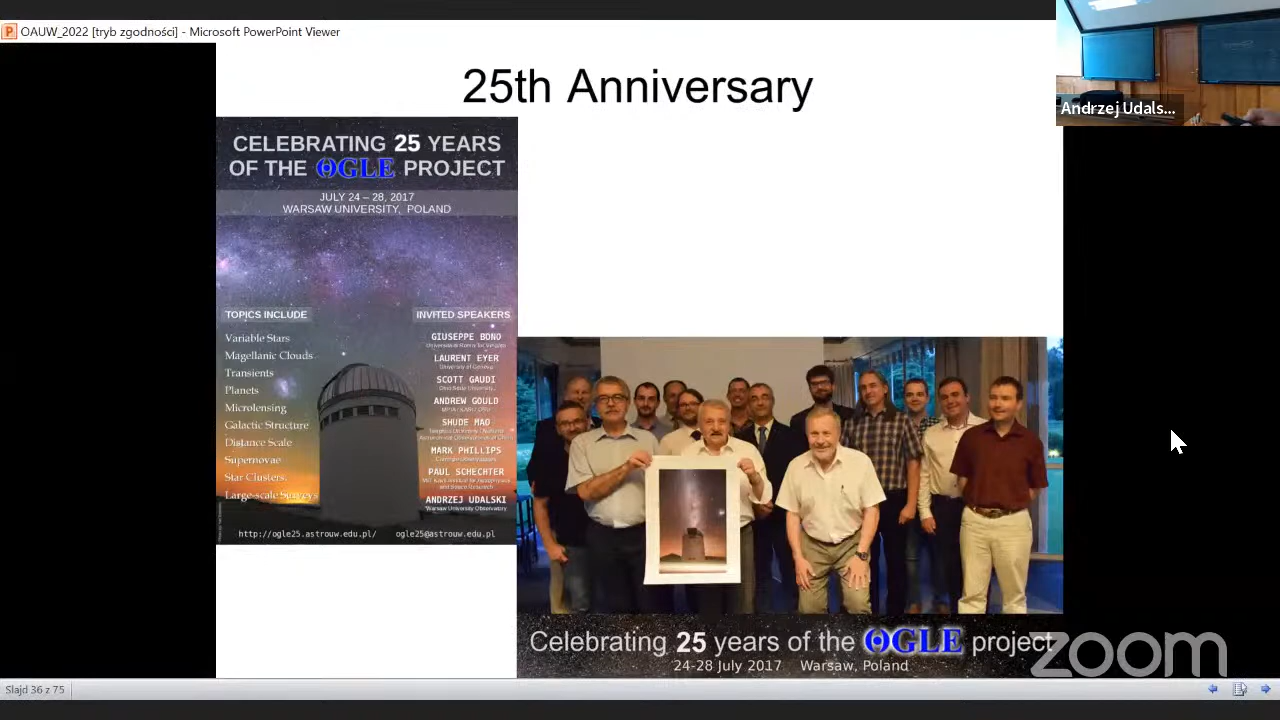 OAUW_2022 [tryb zgodności] - Microsoft PowerPoint Viewer
25th Anniversary
Andrzej Udals...
CELEBRATING 25 YEARS
OF THE OGLE PROJECT
JULY 24 – 28, 2017
WARSAW UNIVERSITY, POLAND
TOPICS INCLUDE
Variable Stars
Magellanic Clouds
Transients
Planets
Microlensing
Galactic Structure
Distance Scale
Supernovae
Star Clusters
Large-scale Surveys
INVITED SPEAKERS
GIUSEPPE BONO
LAURENT EYER
University of Geneva
SCOTT GAUDI
Ohio State University
ANDREW GOULD
SHUDE MAO
MARK PHILLIPS
PAUL SCHECHTER
ANDRZEJ UDALSKI
Warsaw University Observatory
http://ogle25.astrouw.edu.pl/ ogle25@astrouw.edu.pl
Celebrating 25 years of the OGLE project
24-28 July 2017 Warsaw, Poland
zoom
Slajd 36 z 75